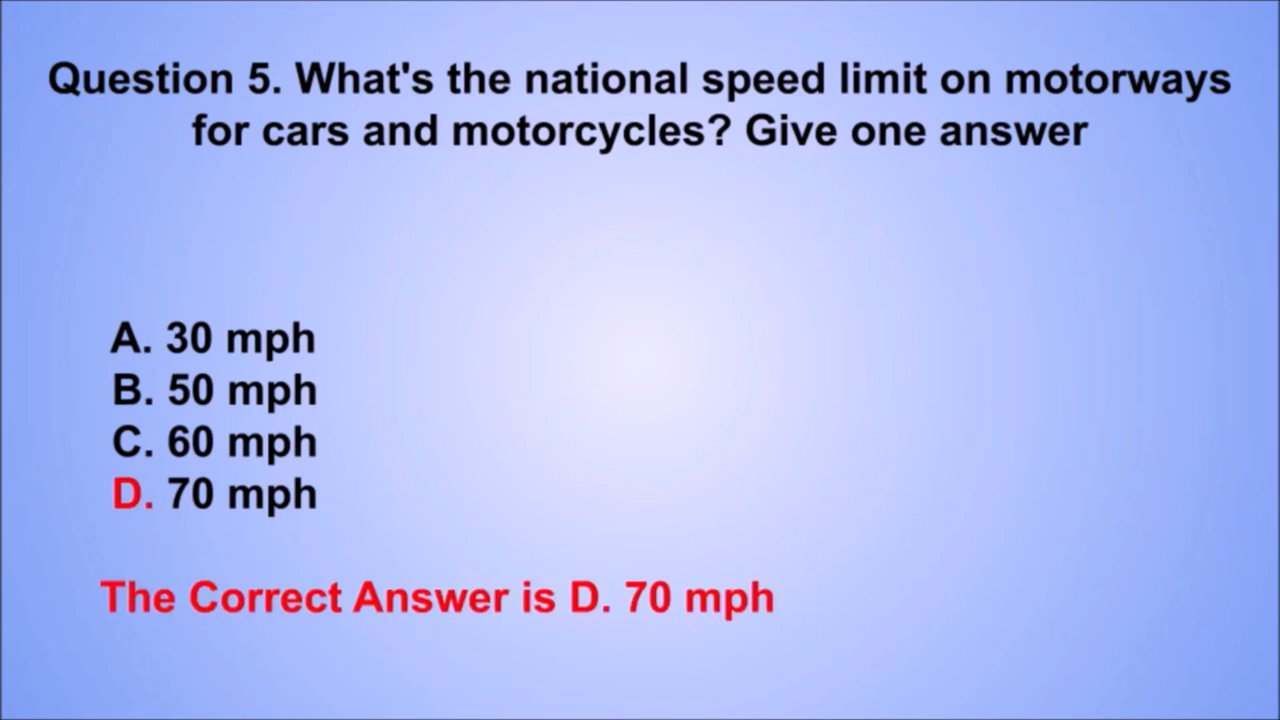 Question 5. What's the national speed limit on motorways
for cars and motorcycles? Give one answer
A. 30 mph
B. 50 mph
C. 60 mph
D. 70 mph
The Correct Answer is D. 70 mph